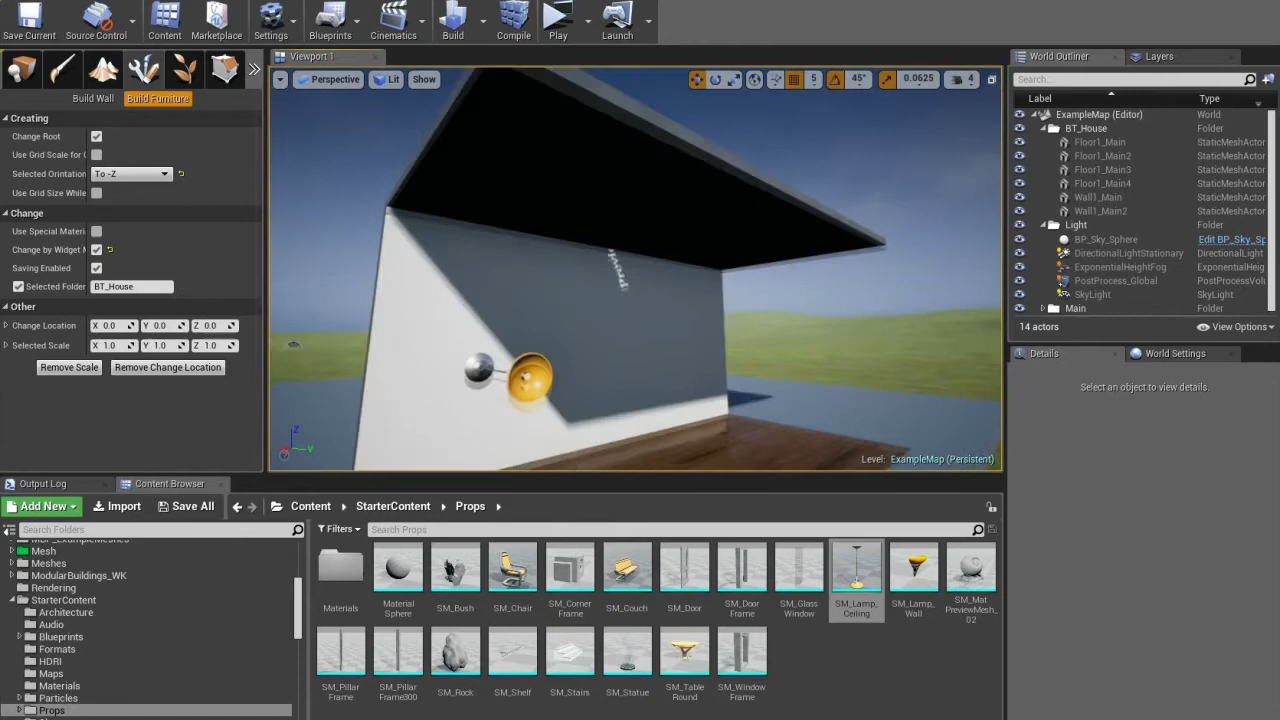 Save Current
Source Control
Content
Marketplace
Settings
Blueprints
Cinematics
Build
Compile
Play
Launch
Viewport 1
World Outliner
Layers
Perspective
Lit
Show
5
45°
0.0625
4
Search...
Build Wall
Build Furniture
Label
Type
Creating
Change Root
Use Grid Scale for C
Selected Orintation
To -Z
Use Grid Size While
Change
Use Special Materi
Change by Widget M
Saving Enabled
Selected Folder
BT_House
Other
Change Location
X 0.0
Y 0.0
Z 0.0
Selected Scale
X 1.0
Y 1.0
Z 1.0
Remove Scale
Remove Change Location
ExampleMap (Editor)
World
BT_House
Folder
Floor1_Main
StaticMeshActor
Floor1_Main2
StaticMeshActor
Floor1_Main3
StaticMeshActor
Floor1_Main4
StaticMeshActor
Wall1_Main
StaticMeshActor
Wall1_Main2
StaticMeshActor
Light
Folder
BP_Sky_Sphere
Edit BP_Sky_Sp
DirectionalLightStationary
DirectionalLight
ExponentialHeightFog
ExponentialHeig
PostProcess_Global
PostProcessVolu
SkyLight
SkyLight
Main
Folder
14 actors
View Options
Details
World Settings
Select an object to view details.
Z
Y
Level: ExampleMap (Persistent)
Output Log
Content Browser
Add New
Import
Save All
Content
StarterContent
Props
Search Folders
Filters
Search Props
Mesh
Meshes
ModularBuildings_WK
Rendering
StarterContent
Architecture
Audio
Blueprints
Formats
HDRI
Maps
Materials
Particles
Props
Materials
Material
Sphere
SM_Bush
SM_Chair
SM_Corner
Frame
SM_Couch
SM_Door
SM_Door
Frame
SM_Glass
Window
SM_Lamp_
Ceiling
SM_Lamp_
Wall
SM_Mat
PreviewMesh_
02
SM_Pillar
Frame
SM_Pillar
Frame300
SM_Rock
SM_Shelf
SM_Stairs
SM_Statue
SM_Table
Round
SM_Window
Frame